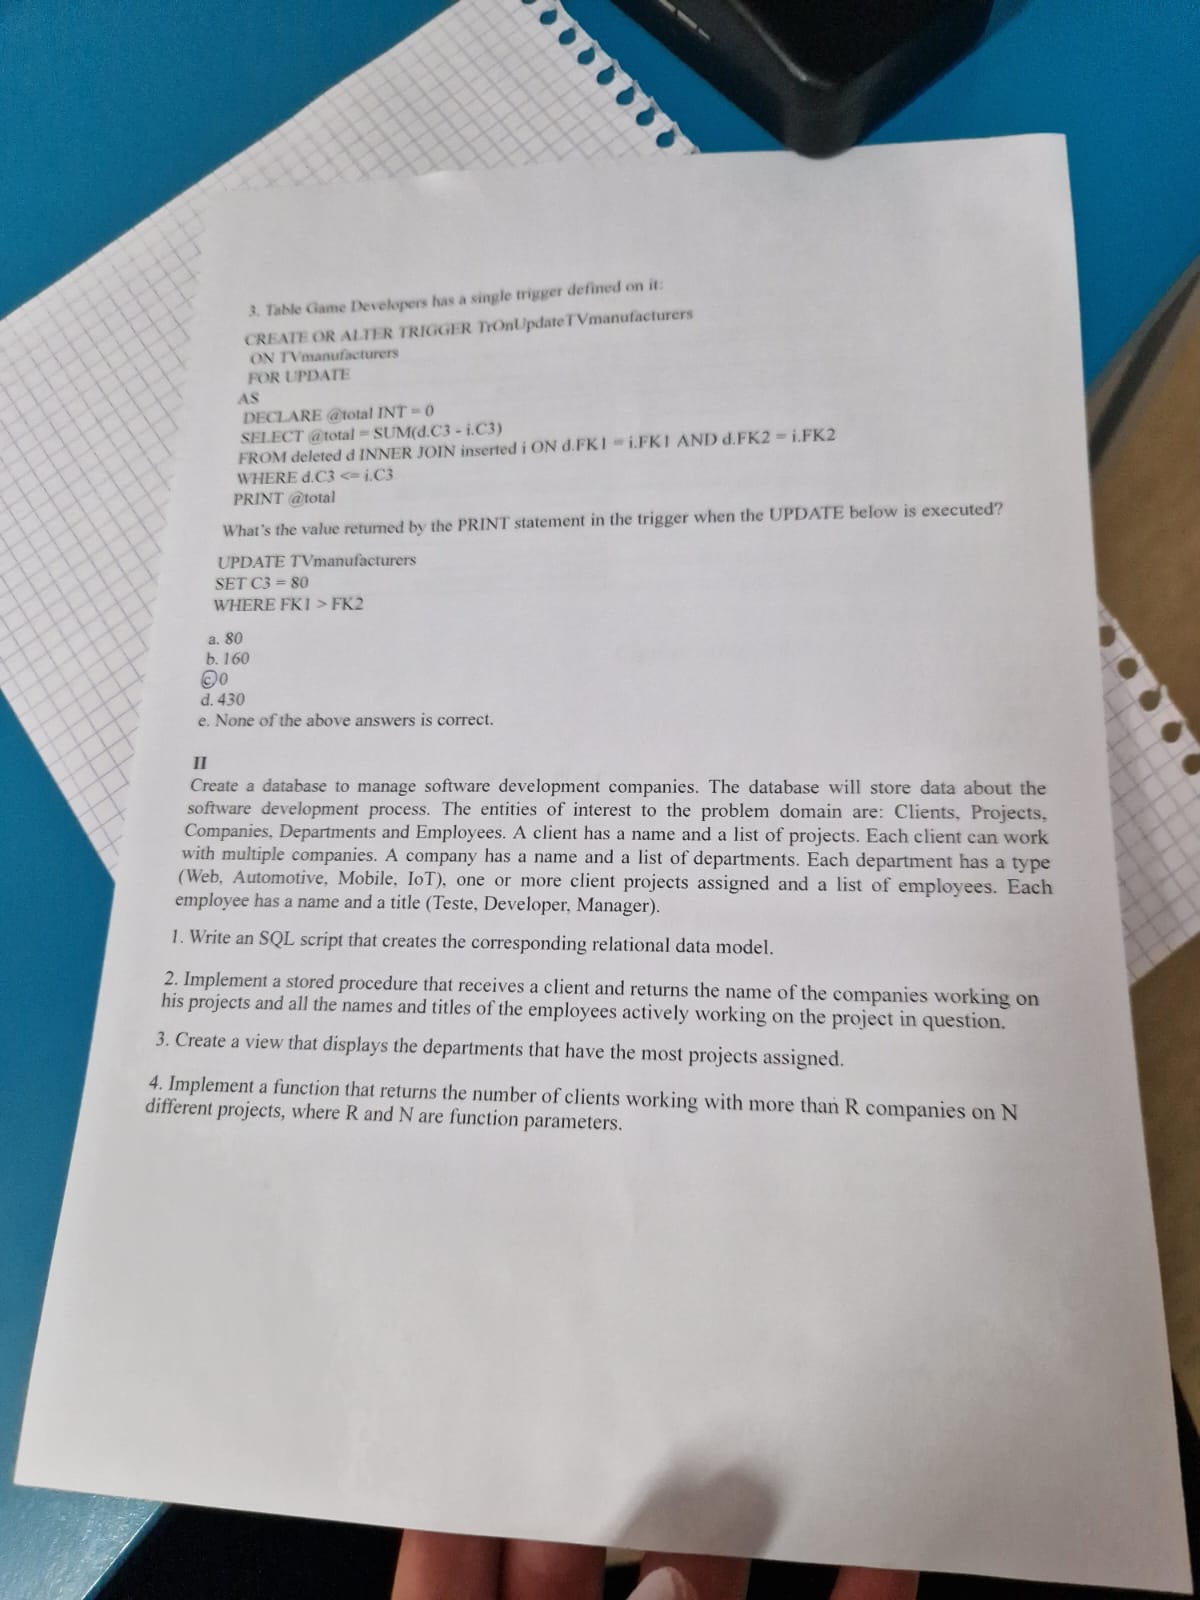 3. Table Game Developers has a single trigger defined on it:
CREATE OR ALTER TRIGGER TrOnUpdateTVmanufacturers
ON TVmanufacturers
FOR UPDATE
AS
DECLARE @total INT = 0
SELECT @total = SUM(d.C3 - i.C3)
FROM deleted d INNER JOIN inserted i ON d.FK1 = i.FK1 AND d.FK2 = i.FK2
WHERE d.C3 <= i.C3
PRINT @total
What's the value returned by the PRINT statement in the trigger when the UPDATE below is executed?
UPDATE TVmanufacturers
SET C3 = 80
WHERE FK1 > FK2
a. 80
b. 160
c. 0
d. 430
e. None of the above answers is correct.
II
Create a database to manage software development companies. The database will store data about the
software development process. The entities of interest to the problem domain are: Clients, Projects,
Companies, Departments and Employees. A client has a name and a list of projects. Each client can work
with multiple companies. A company has a name and a list of departments. Each department has a type
(Web, Automotive, Mobile, IoT), one or more client projects assigned and a list of employees. Each
employee has a name and a title (Teste, Developer, Manager).
1. Write an SQL script that creates the corresponding relational data model.
2. Implement a stored procedure that receives a client and returns the name of the companies working on
his projects and all the names and titles of the employees actively working on the project in question.
3. Create a view that displays the departments that have the most projects assigned.
4. Implement a function that returns the number of clients working with more than R companies on N
different projects, where R and N are function parameters.